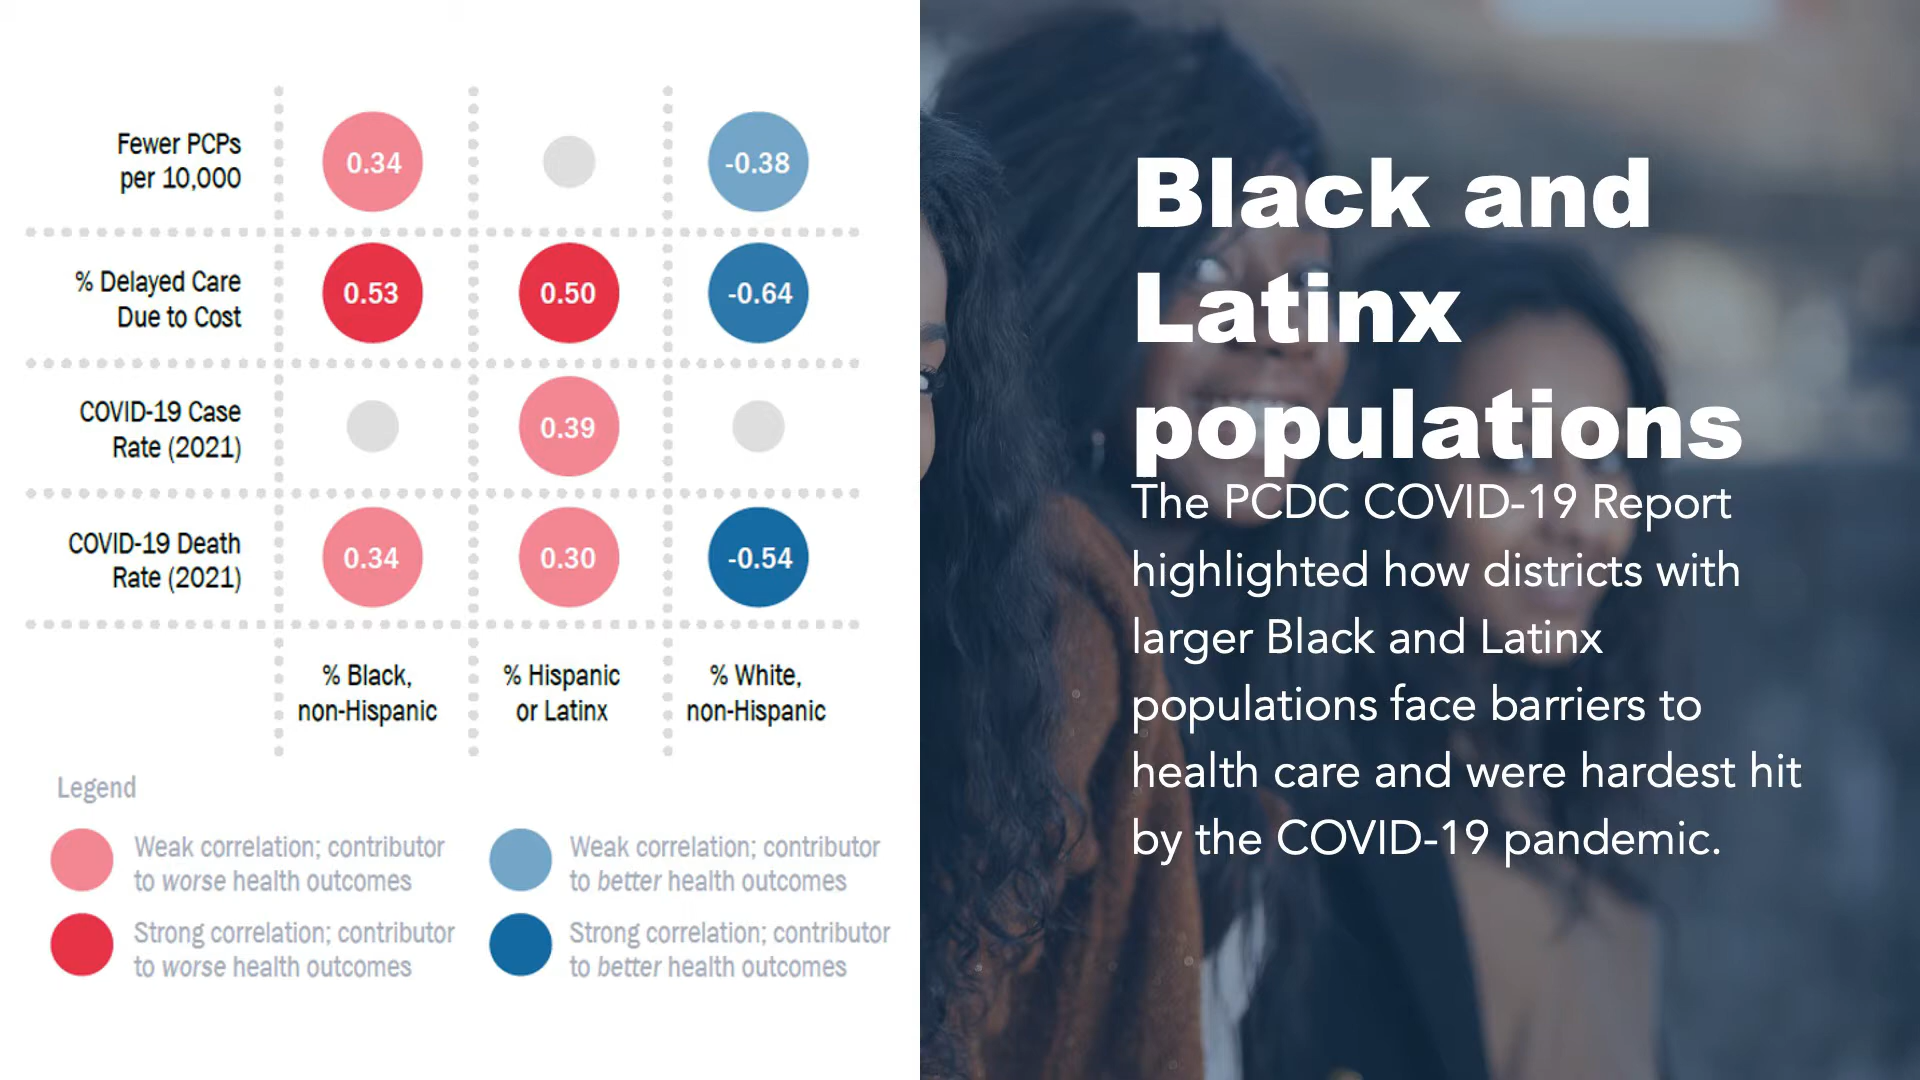 Fewer PCPs
per 10,000
0.34
-0.38
% Delayed Care
Due to Cost
0.53
0.50
-0.64
COVID-19 Case
Rate (2021)
0.39
COVID-19 Death
Rate (2021)
0.34
0.30
-0.54
% Black,
non-Hispanic
% Hispanic
or Latinx
% White,
non-Hispanic
Legend
Weak correlation; contributor
to worse health outcomes
Weak correlation; contributor
to better health outcomes
Strong correlation; contributor
to worse health outcomes
Strong correlation; contributor
to better health outcomes
Black and
Latinx
populations
The PCDC COVID-19 Report
highlighted how districts with
larger Black and Latinx
populations face barriers to
health care and were hardest hit
by the COVID-19 pandemic.